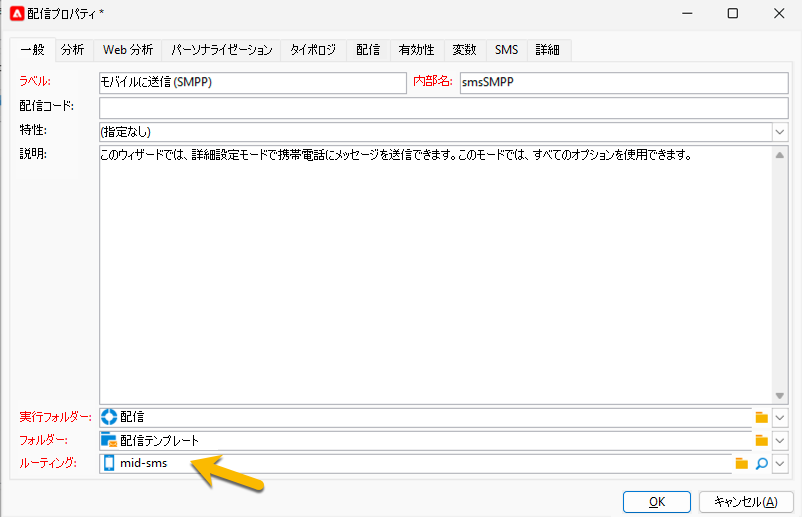 配信プロパティ *
一般 分析 Web 分析 パーソナライゼーション タイポロジ 配信 有効性 変数 SMS 詳細
ラベル: モバイルに送信 (SMPP) 内部名: smsSMPP
配信コード:
特性: (指定なし)
説明: このウィザードでは、詳細設定モードで携帯電話にメッセージを送信できます。このモードでは、すべてのオプションを使用できます。
実行フォルダー: 配信
フォルダー: 配信テンプレート
ルーティング: mid-sms
OK キャンセル(A)